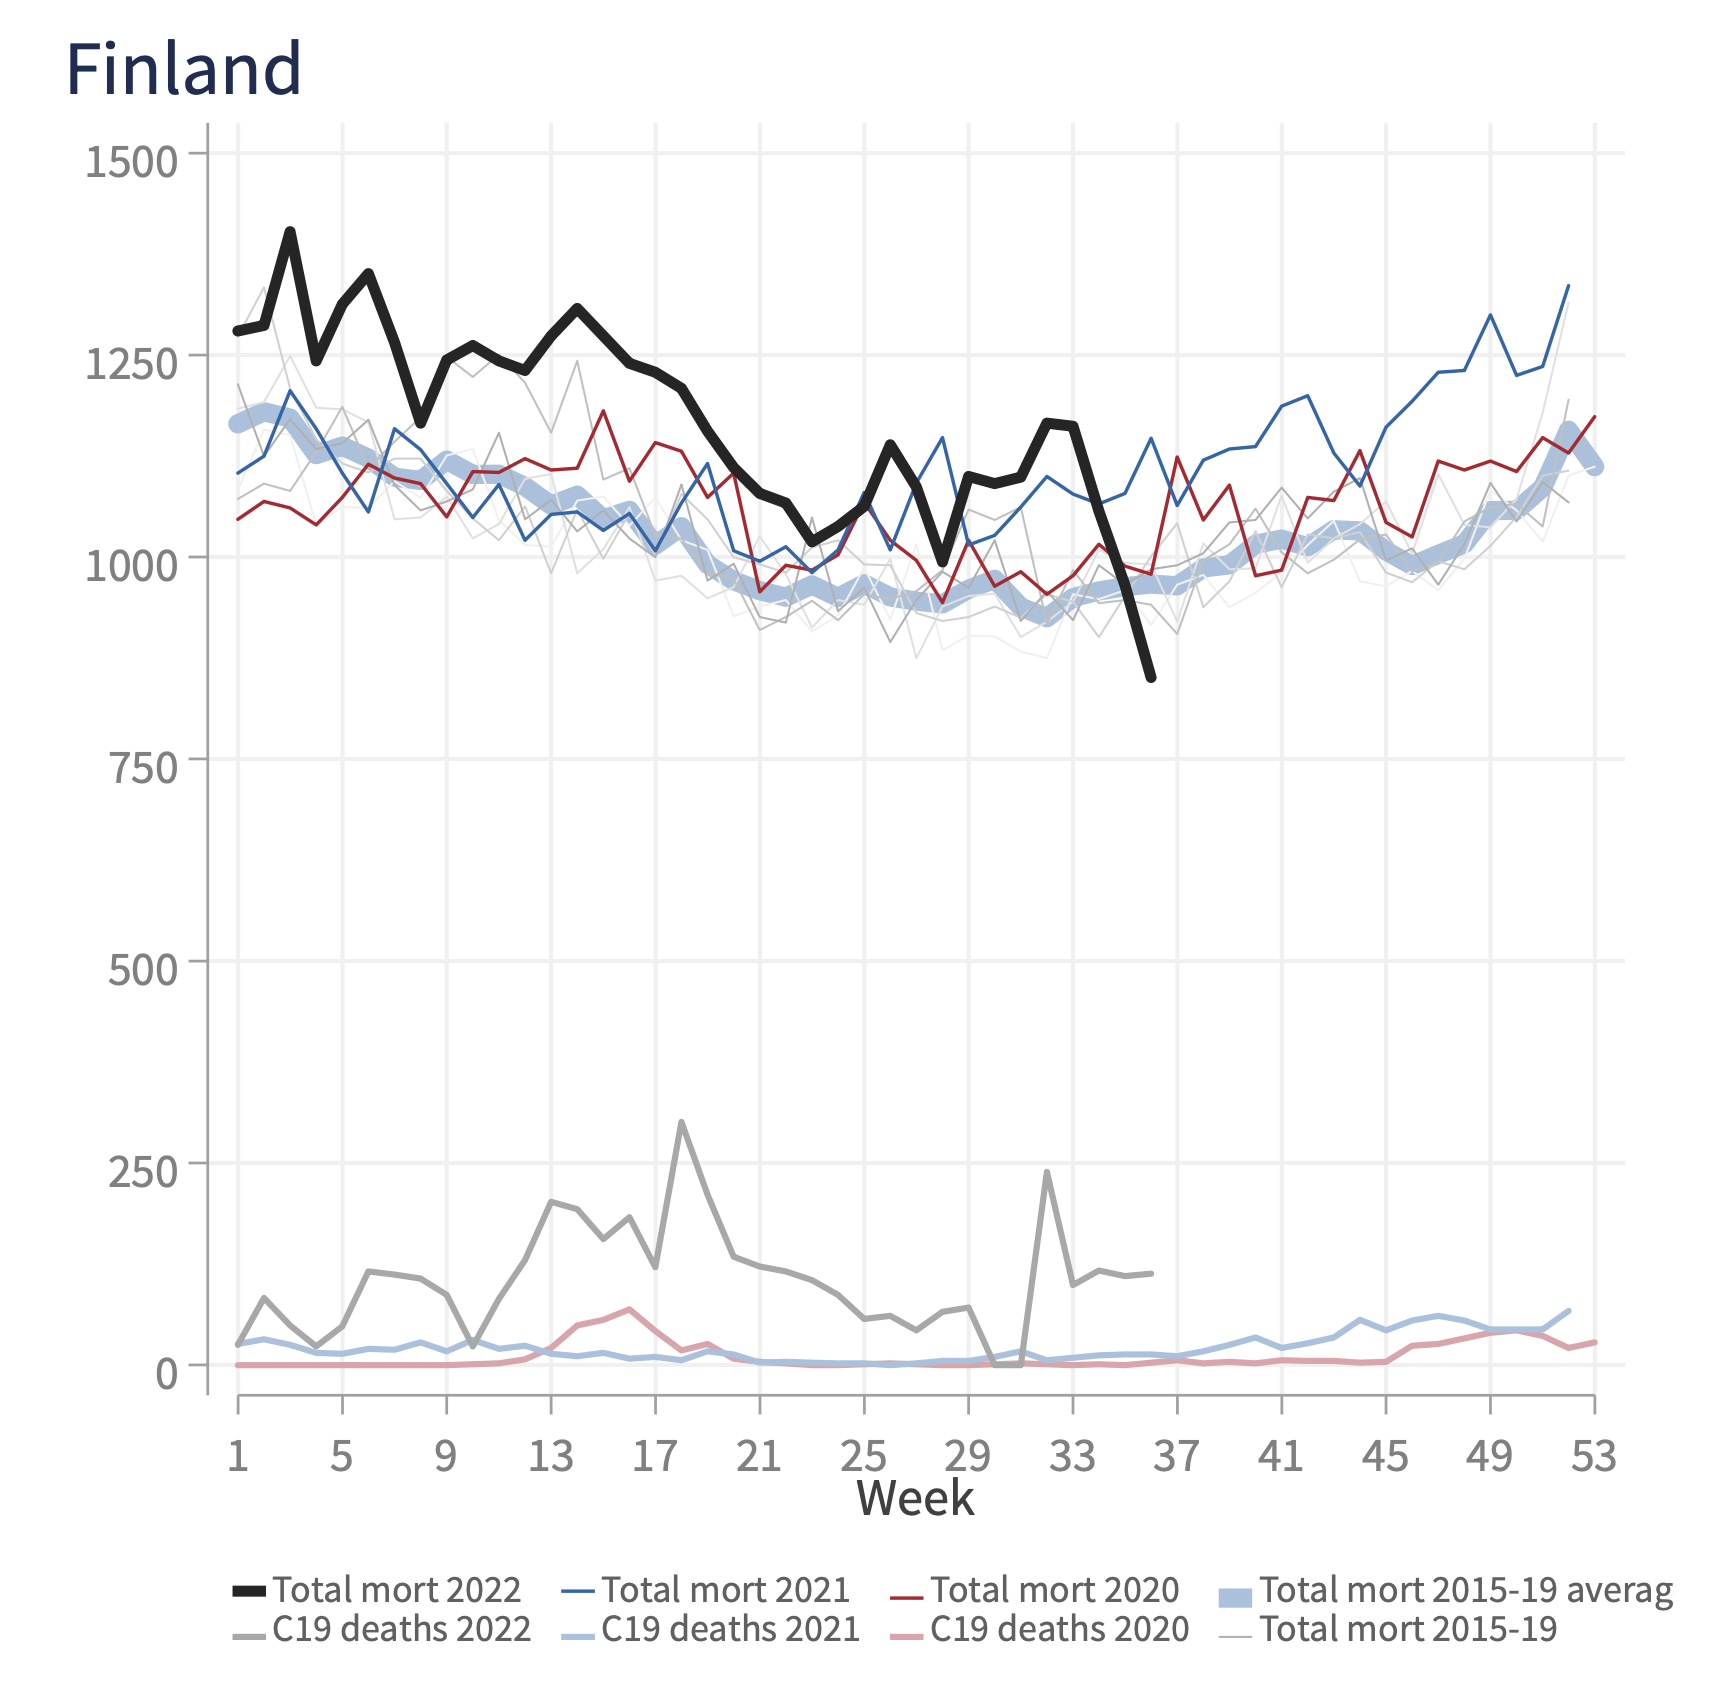 Finland
1500
1250
1000
750
500
250
0
1 5 9 13 17 21 25 29 33 37 41 45 49 53
Week
Total mort 2022 Total mort 2021 Total mort 2020 Total mort 2015-19 averag
C19 deaths 2022 C19 deaths 2021 C19 deaths 2020 Total mort 2015-19